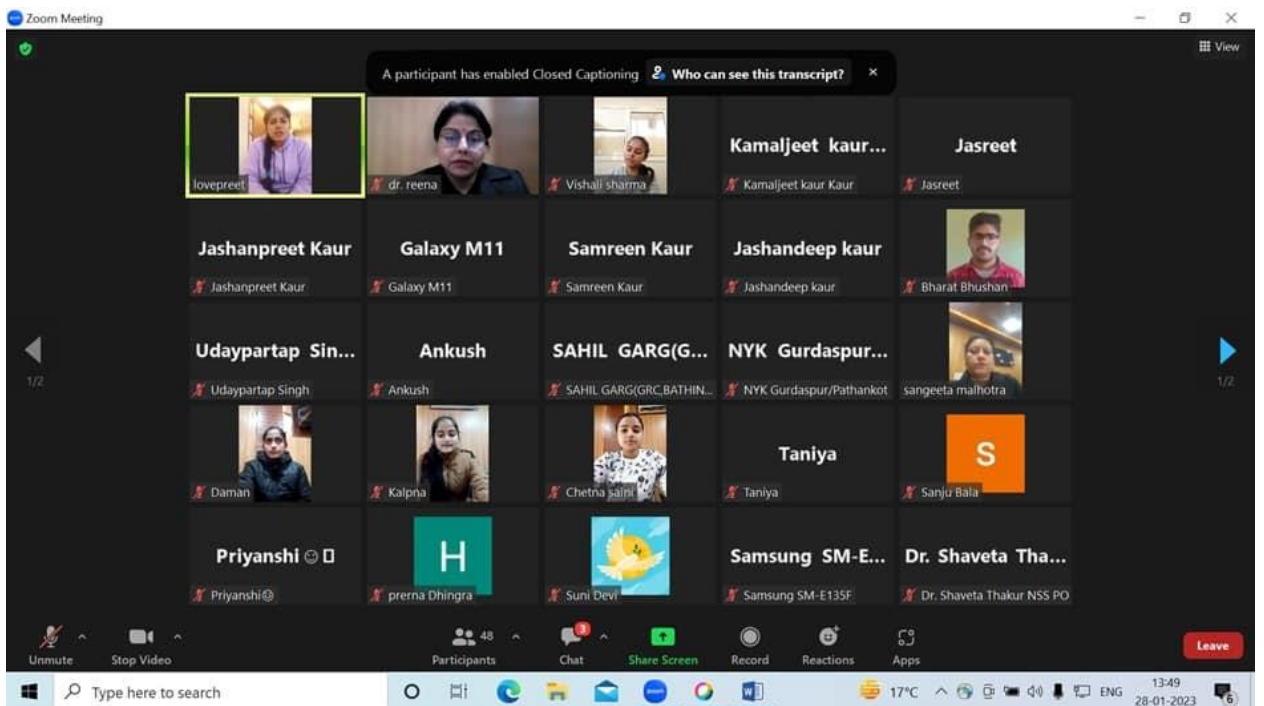 Zoom Meeting
View
A participant has enabled Closed Captioning Who can see this transcript?
lovepreet
dr. reena
Vishali sharma
Kamaljeet kaur...
Kamaljeet kaur Kaur
Jasreet
Jasreet
Jashanpreet Kaur
Jashanpreet Kaur
Galaxy M11
Galaxy M11
Samreen Kaur
Samreen Kaur
Jashandeep kaur
Jashandeep kaur
Bharat Bhushan
Udaypartap Sin...
Udaypartap Singh
Ankush
Ankush
SAHIL GARG(G...
SAHIL GARG(GRC,BATHIN...
NYK Gurdaspur...
NYK Gurdaspur/Pathankot
sangeeta malhotra
1/2
1/2
Daman
Kalpna
Chetna saini
Taniya
Taniya
S
Sanju Bala
Priyanshi☺▯
Priyanshi☺
H
prerna Dhingra
Suni Devi
Samsung SM-E...
Samsung SM-E135F
Dr. Shaveta Tha...
Dr. Shaveta Thakur NSS PO
Unmute
Stop Video
48
Participants
3
Chat
Share Screen
Record
Reactions
Apps
Leave
Type here to search
zoom
W
17°C
ENG
13:49
28-01-2023
6